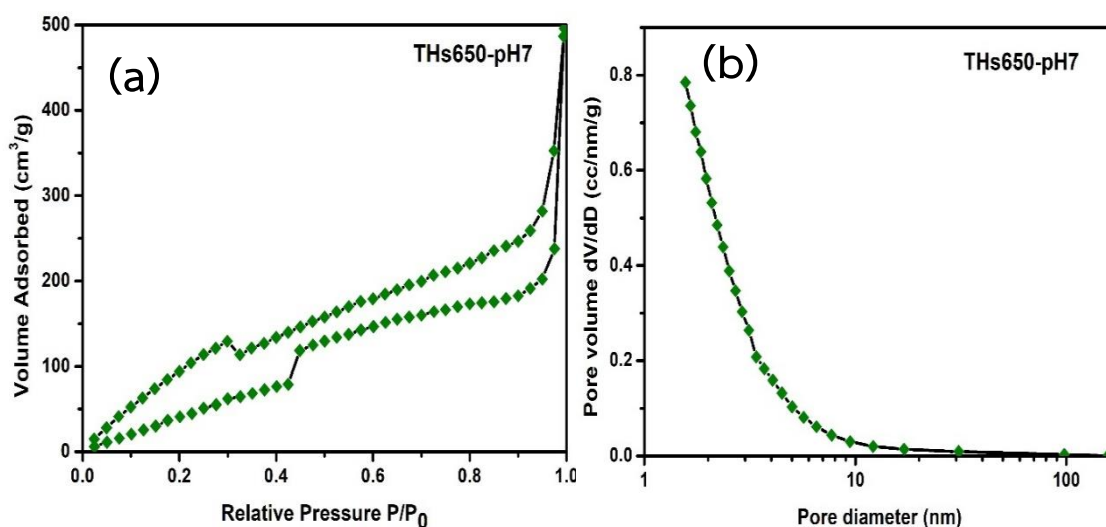 (a)
THs650-pH7
Volume Adsorbed (cm³/g)
500
400
300
200
100
0
0.0 0.2 0.4 0.6 0.8 1.0
Relative Pressure P/P₀
(b)
THs650-pH7
Pore volume dV/dD (cc/nm/g)
0.8
0.6
0.4
0.2
0.0
1 10 100
Pore diameter (nm)